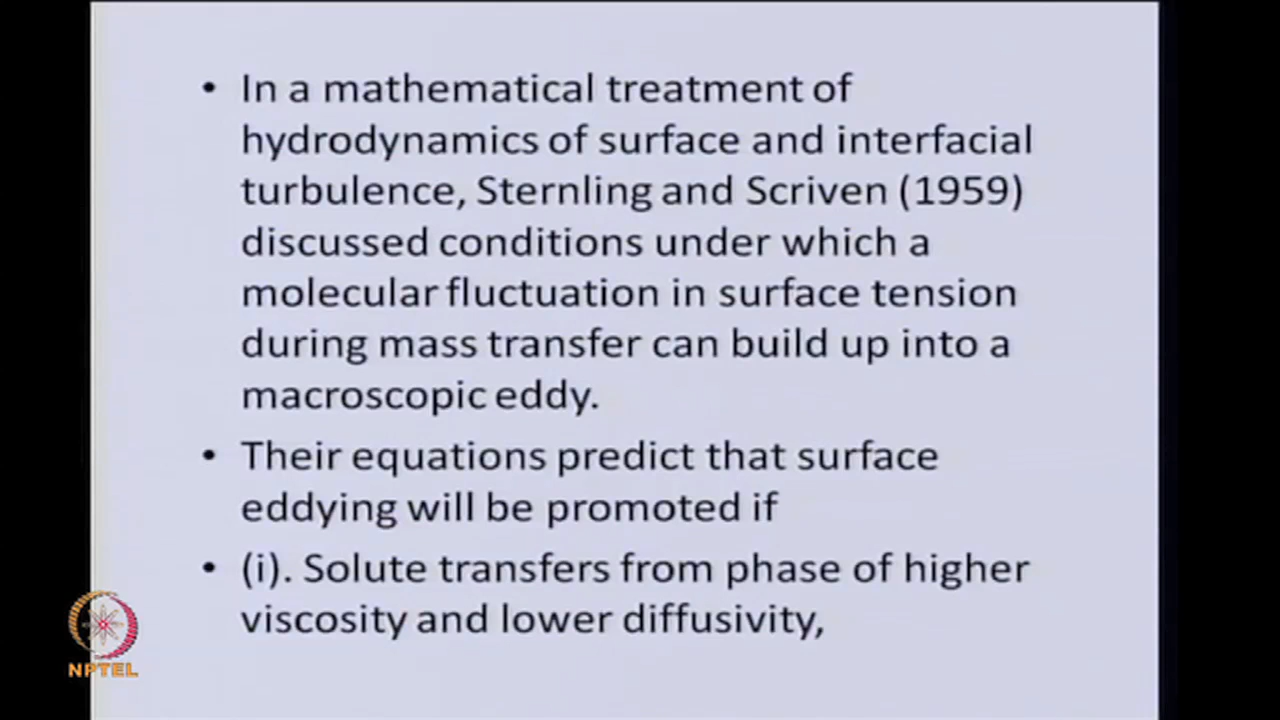 • In a mathematical treatment of
hydrodynamics of surface and interfacial
turbulence, Sternling and Scriven (1959)
discussed conditions under which a
molecular fluctuation in surface tension
during mass transfer can build up into a
macroscopic eddy.
• Their equations predict that surface
eddying will be promoted if
• (i). Solute transfers from phase of higher
viscosity and lower diffusivity,
NPTEL